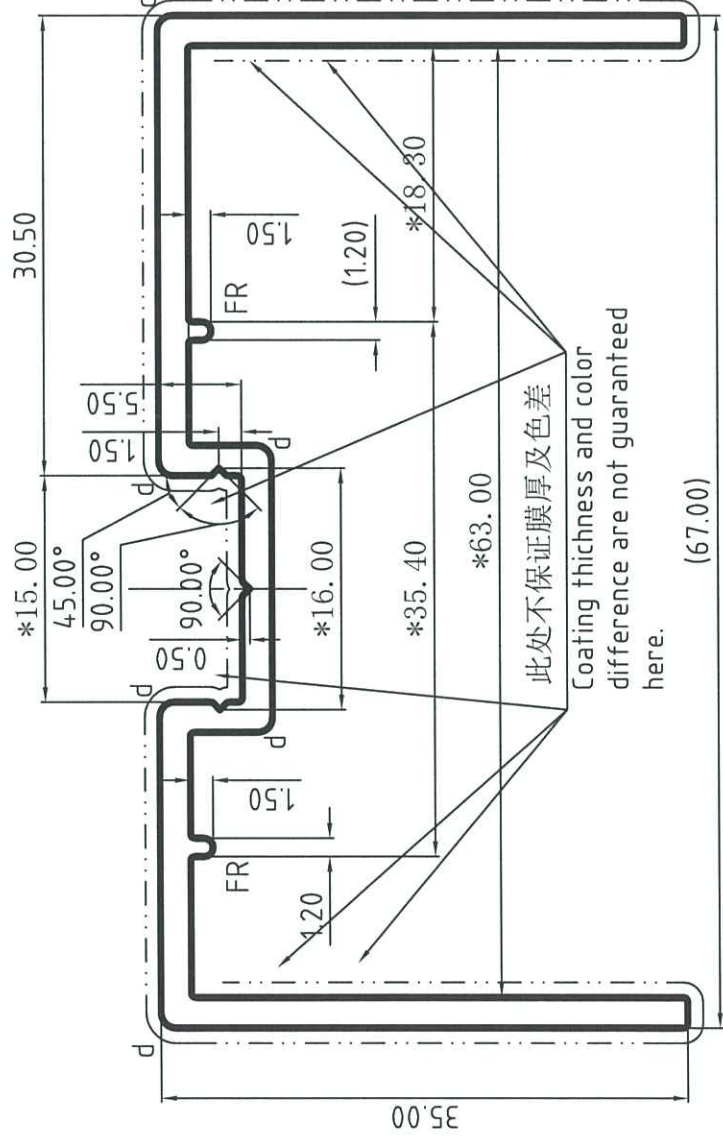 30.50
*15.00
45.00°
90.00°
90.00°
1.50
5.50
0.50
1.50
FR
(1.20)
*18.30
1.50
FR
1.20
*16.00
*35.40
*63.00
此处不保证膜厚及色差
Coating thichness and color
difference are not guaranteed
here.
(67.00)
35.00
p
p
p
p
p
p